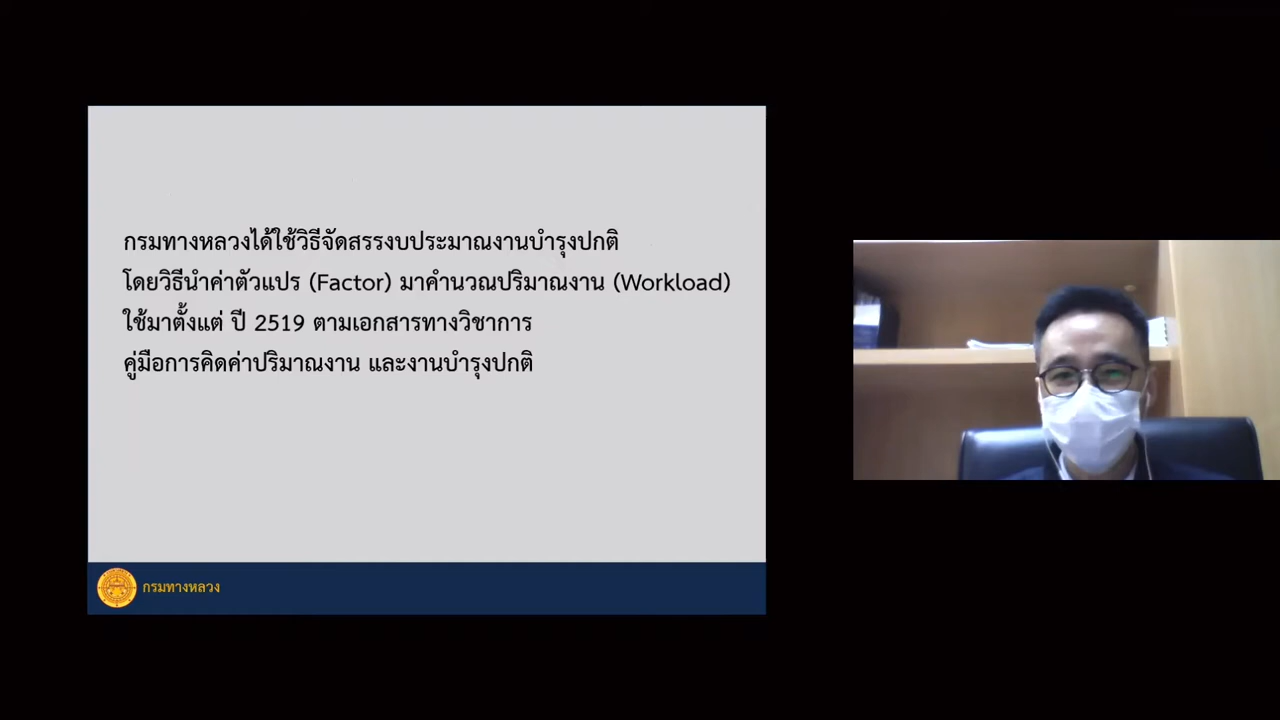 กรมทางหลวงได้ใช้วิธีจัดสรรงบประมาณงานบำรุงปกติ
โดยวิธีนำค่าตัวแปร (Factor) มาคำนวณปริมาณงาน (Workload)
ใช้มาตั้งแต่ ปี 2519 ตามเอกสารทางวิชาการ
คู่มือการคิดค่าปริมาณงาน และงานบำรุงปกติ
กรมทางหลวง